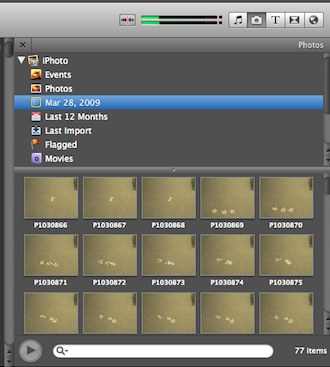 T
Photos
iPhoto
Events
Photos
Mar 28, 2009
Last 12 Months
Last Import
Flagged
Movies
P1030866 P1030867 P1030868 P1030869 P1030870
P1030871 P1030872 P1030873 P1030874 P1030875
77 items